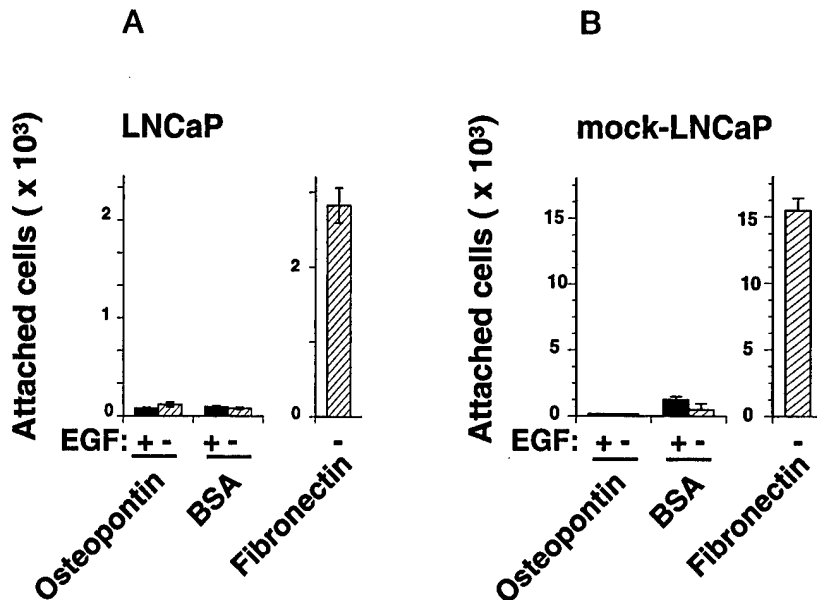 A
B
LNCaP
mock-LNCaP
Attached cells ( x 10³)
2
1
0
2
0
EGF: + - + - -
Osteopontin
BSA
Fibronectin
Attached cells ( x 10³)
15
10
5
0
15
10
5
0
EGF: + - + - -
Osteopontin
BSA
Fibronectin